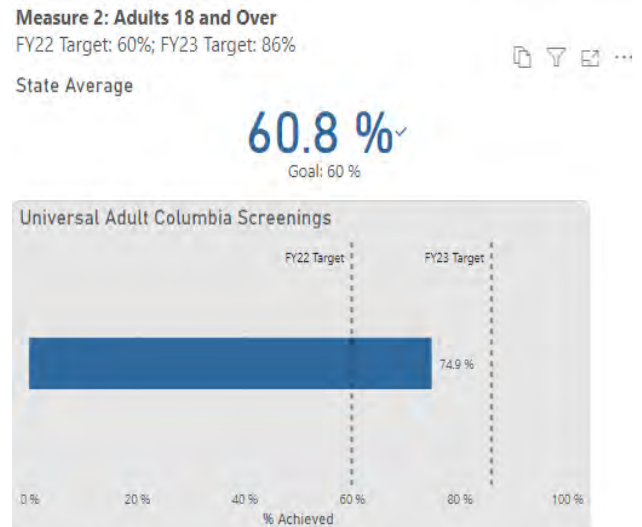 Measure 2: Adults 18 and Over
FY22 Target: 60%; FY23 Target: 86%
State Average
60.8 %
Goal: 60 %
Universal Adult Columbia Screenings
FY22 Target FY23 Target
74.9 %
0 % 20 % 40 % 60 % 80 % 100 %
% Achieved